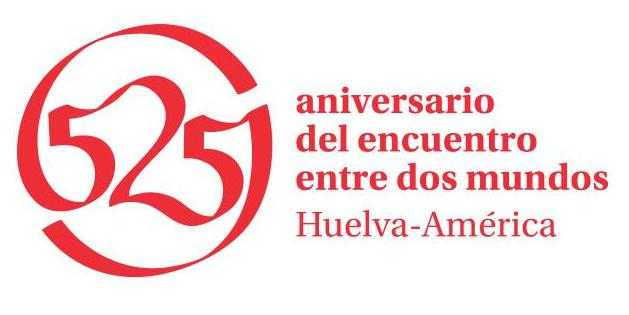 525
aniversario
del encuentro
entre dos mundos
Huelva-América